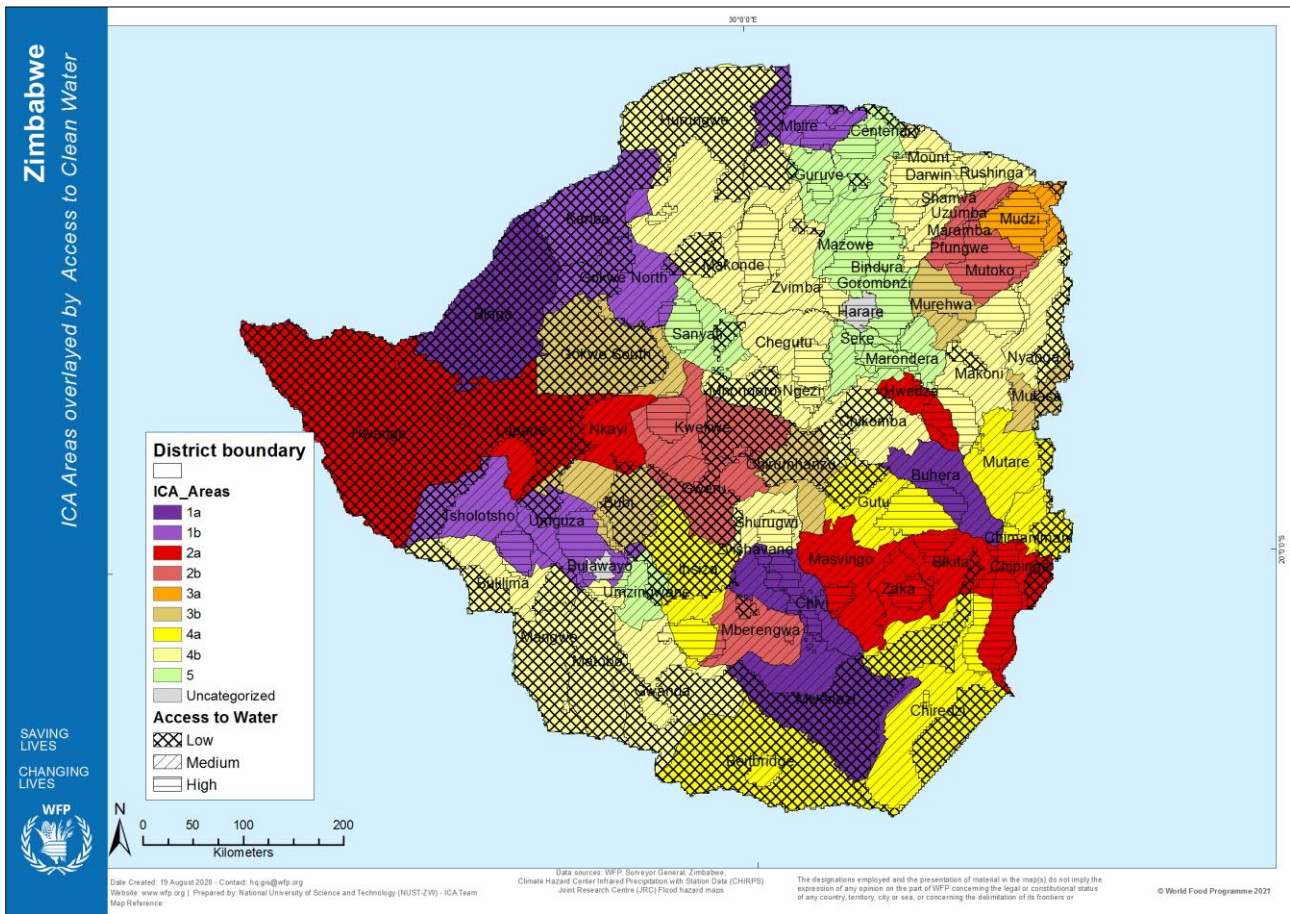 Zimbabwe
ICA Areas overlayed by Access to Clean Water
SAVING
LIVES
CHANGING
LIVES
WFP
30°0'0"E
20°0'0"S
Hurungwe
Mbire
Centenary
Mount
Darwin
Rushinga
Guruve
Kariba
Shamva
Uzumba
Maramba
Pfungwe
Mudzi
Mazowe
Mutoko
Gokwe North
Makonde
Bindura
Zvimba
Goromonzi
Binga
Harare
Murehwa
Sanyati
Gokwe South
Chegutu
Seke
Marondera
Nyanga
Makoni
Mhondoro Ngezi
Hwedza
Mutasa
Hwange
Lupane
Nkayi
Kwekwe
Chikomba
Chirumhanzu
Mutare
Buhera
Tsholotsho
Umguza
Bubi
Gweru
Gutu
Shurugwi
Chimanimani
Zvishavane
Masvingo
Bikita
Chipinge
Bulawayo
Insiza
Bulilima
Umzingwane
Zaka
Chivi
Mberengwa
Mangwe
Matobo
Gwanda
Mwenezi
Chiredzi
Beitbridge
District boundary
ICA_Areas
1a
1b
2a
2b
3a
3b
4a
4b
5
Uncategorized
Access to Water
Low
Medium
High
N
0 50 100 200
Kilometers
Date Created: 19 August 2020 - Contact: hq.gis@wfp.org
Website: www.wfp.org | Prepared by: National University of Science and Technology (NUST-ZW) - ICA Team
Map Reference:
Data sources: WFP, Surveyor General, Zimbabwe,
Climate Hazard Center Infrared Precipitation with Station Data (CHIRPS)
Joint Research Centre (JRC) Flood hazard maps
The designations employed and the presentation of material in the map(s) do not imply the
expression of any opinion on the part of WFP concerning the legal or constitutional status
of any country, territory, city or sea, or concerning the delimitation of its frontiers or
© World Food Programme 2021